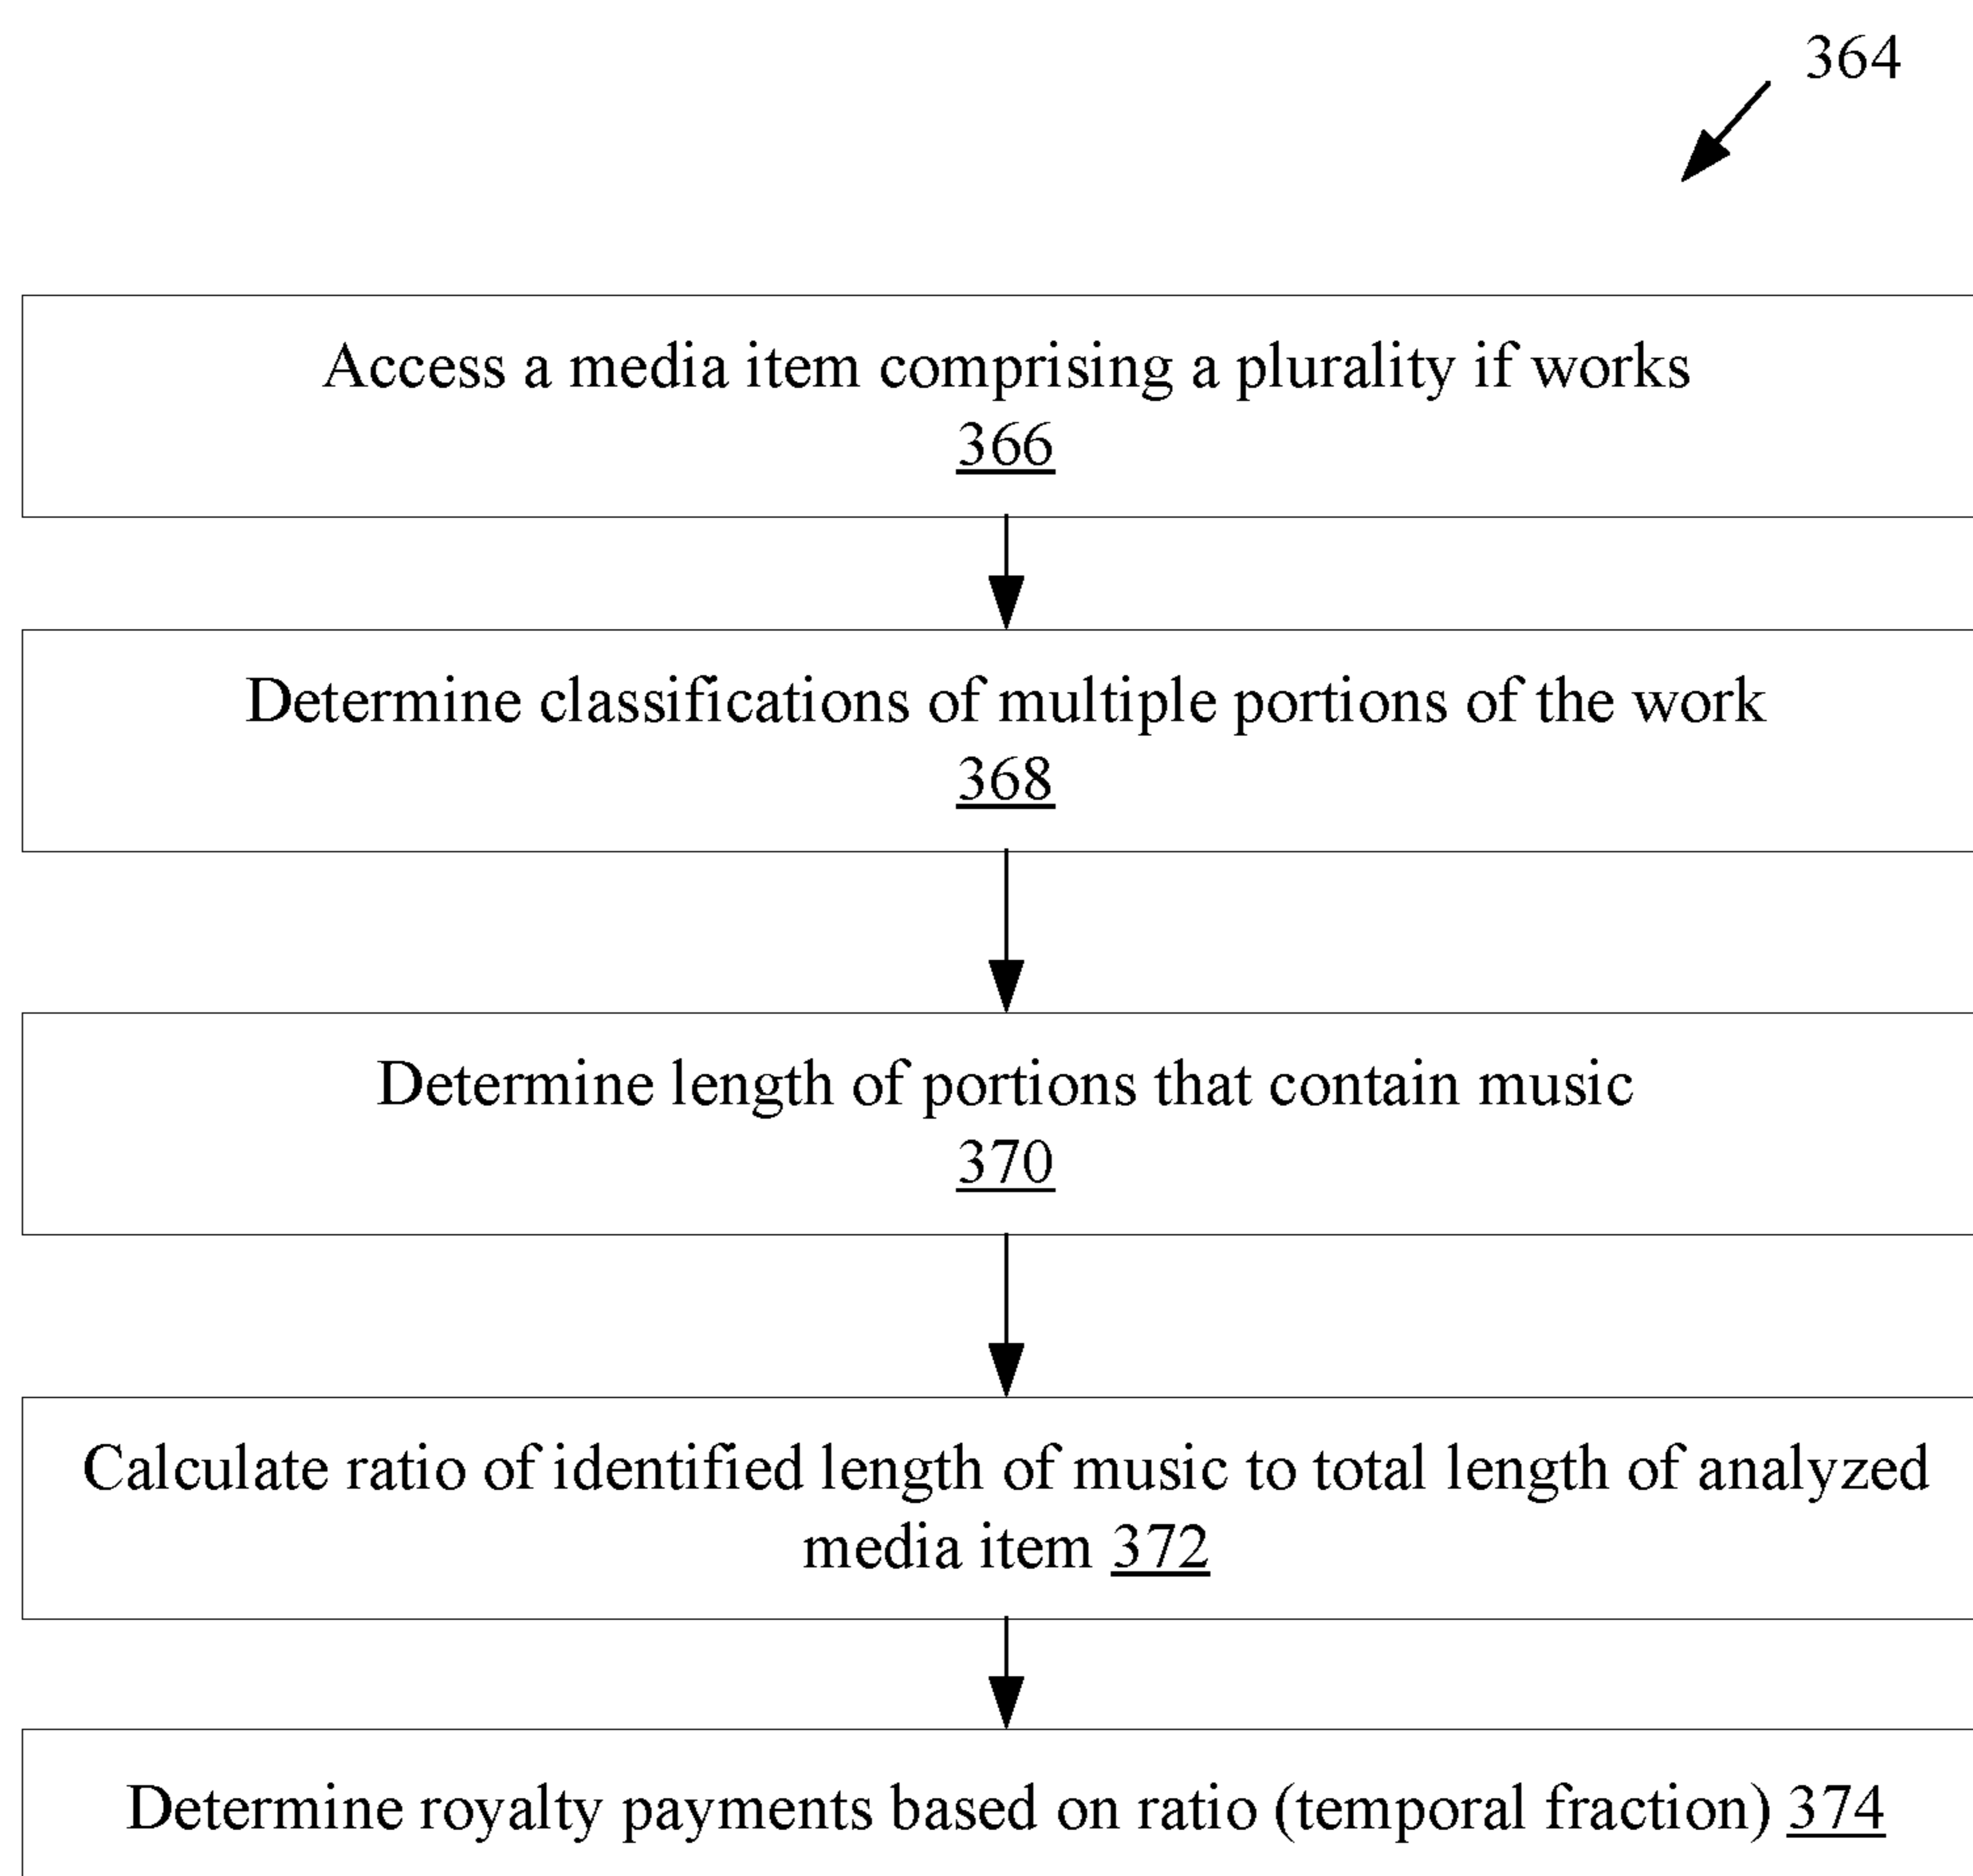 364
Access a media item comprising a plurality if works
366
Determine classifications of multiple portions of the work
368
Determine length of portions that contain music
370
Calculate ratio of identified length of music to total length of analyzed
media item 372
Determine royalty payments based on ratio (temporal fraction) 374